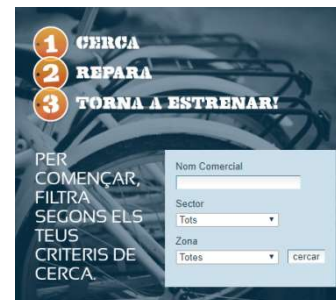 1 CERCA
2 REPARA
3 TORNA A ESTRENAR!
PER
COMENÇAR,
FILTRA
SEGONS ELS
TEUS
CRITERIS DE
CERCA.
Nom Comercial
Sector
Tots
Zona
Totes
cercar